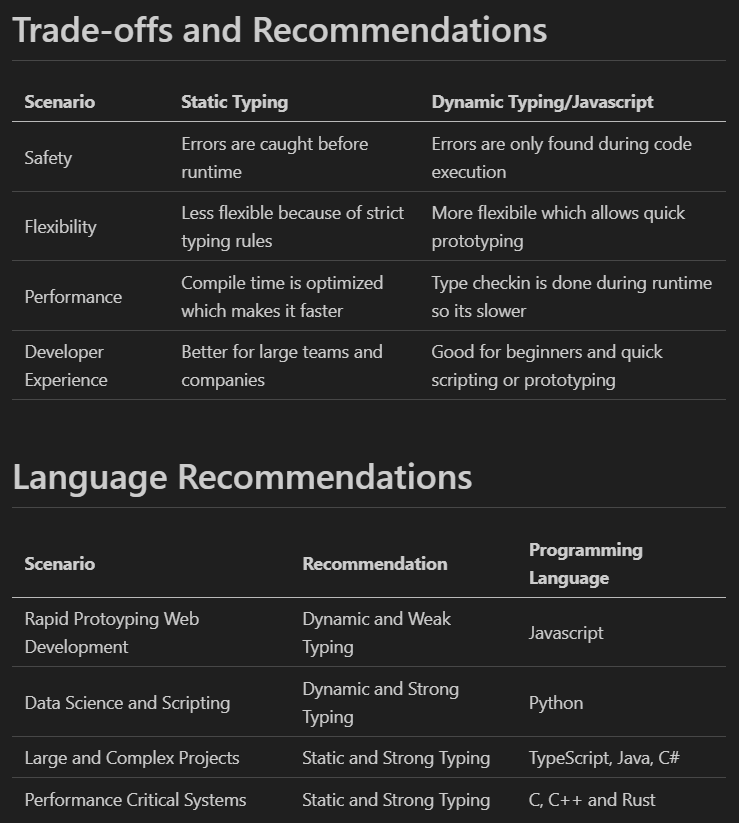 Trade-offs and Recommendations
Scenario Static Typing Dynamic Typing/Javascript
Safety Errors are caught before runtime Errors are only found during code execution
Flexibility Less flexible because of strict typing rules More flexibile which allows quick prototyping
Performance Compile time is optimized which makes it faster Type checkin is done during runtime so its slower
Developer Experience Better for large teams and companies Good for beginners and quick scripting or prototyping
Language Recommendations
Scenario Recommendation Programming Language
Rapid Protoyping Web Development Dynamic and Weak Typing Javascript
Data Science and Scripting Dynamic and Strong Typing Python
Large and Complex Projects Static and Strong Typing TypeScript, Java, C#
Performance Critical Systems Static and Strong Typing C, C++ and Rust